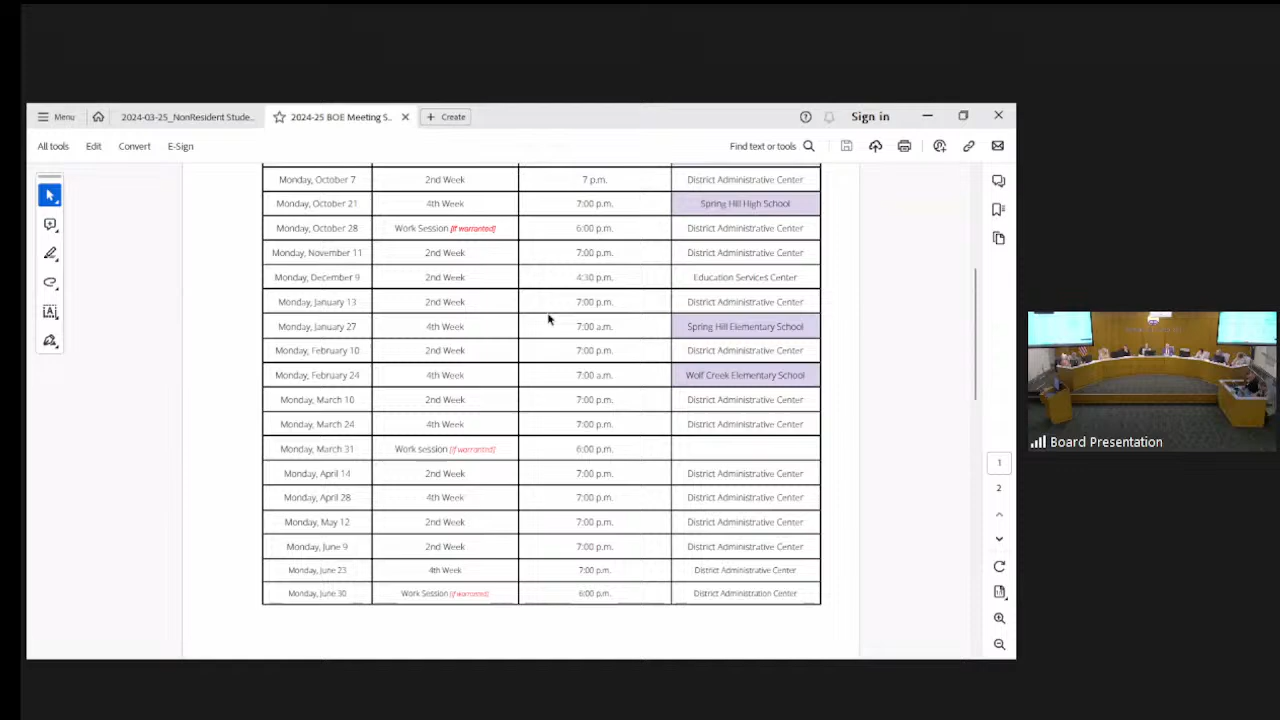 Menu 2024-03-25_NonResident Stude... 2024-25 BOE Meeting S... Create Sign in
All tools Edit Convert E-Sign Find text or tools
Monday, October 7 2nd Week 7 p.m. District Administrative Center
Monday, October 21 4th Week 7:00 p.m. Spring Hill High School
Monday, October 28 Work Session [if warranted] 6:00 p.m. District Administrative Center
Monday, November 11 2nd Week 7:00 p.m. District Administrative Center
Monday, December 9 2nd Week 4:30 p.m. Education Services Center
Monday, January 13 2nd Week 7:00 p.m. District Administrative Center
Monday, January 27 4th Week 7:00 a.m. Spring Hill Elementary School
Monday, February 10 2nd Week 7:00 p.m. District Administrative Center
Monday, February 24 4th Week 7:00 a.m. Wolf Creek Elementary School
Monday, March 10 2nd Week 7:00 p.m. District Administrative Center
Monday, March 24 4th Week 7:00 p.m. District Administrative Center
Monday, March 31 Work session [if warranted] 6:00 p.m.
Monday, April 14 2nd Week 7:00 p.m. District Administrative Center
Monday, April 28 4th Week 7:00 p.m. District Administrative Center
Monday, May 12 2nd Week 7:00 p.m. District Administrative Center
Monday, June 9 2nd Week 7:00 p.m. District Administrative Center
Monday, June 23 4th Week 7:00 p.m. District Administrative Center
Monday, June 30 Work Session [if warranted] 6:00 p.m. District Administration Center
1
2
Board Presentation